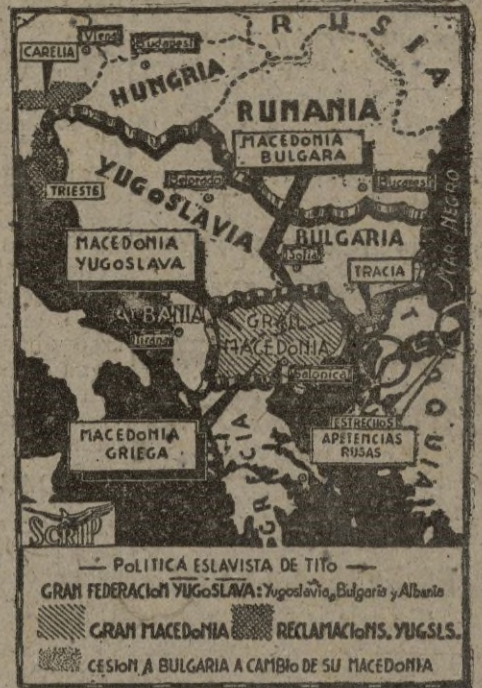 RUSIA
CARELIA
Viena
Budapest
HUNGRIA
RUMANIA
MACEDONIA
BULGARA
TRIESTE
YUGOSLAVIA
Belgrado
Bucarest
MAR NEGRO
MACEDONIA
YUGOSLAVA
BULGARIA
Sofia
TRACIA
ALBANIA
Tirana
GRAN
MACEDONIA
Salonica
TURQUIA
MACEDONIA
GRIEGA
GRECIA
ESTRECHOS
APETENCIAS
RUSAS
SCRIP
POLITICA ESLAVISTA DE TITO
GRAN FEDERACION YUGOSLAVA: Yugoslavia, Bulgaria y Albania
GRAN MACEDONIA RECLAMACIONS. YUGSLS.
CESION A BULGARIA A CAMBIO DE SU MACEDONIA